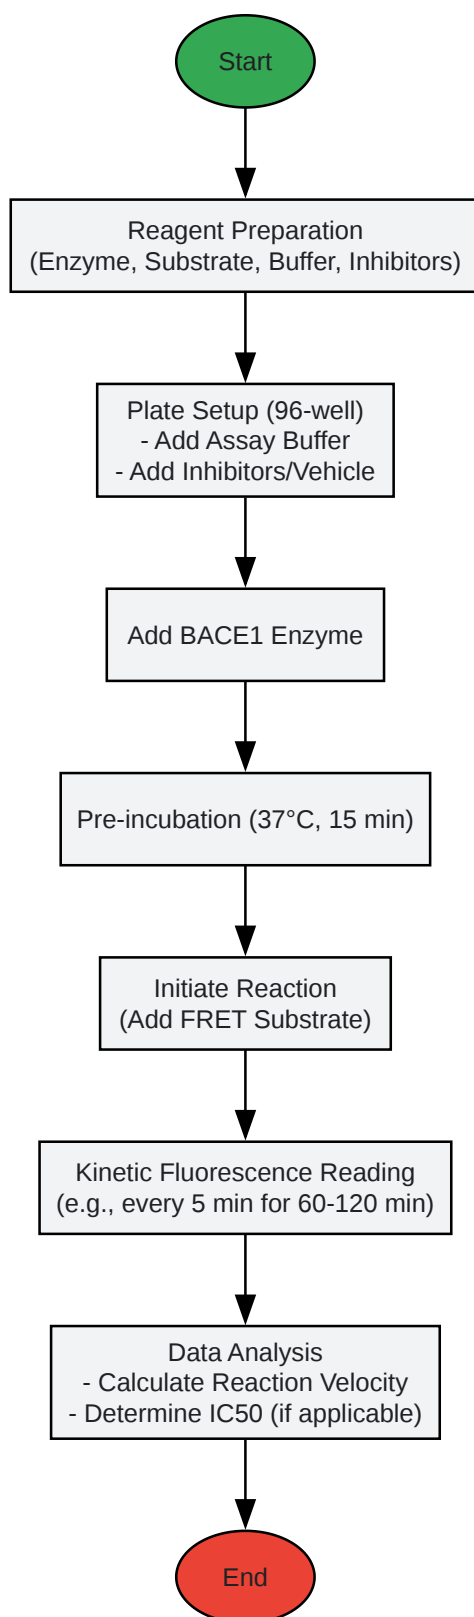 Start
Reagent Preparation
(Enzyme, Substrate, Buffer, Inhibitors)
Plate Setup (96-well)
- Add Assay Buffer
- Add Inhibitors/Vehicle
Add BACE1 Enzyme
Pre-incubation (37°C, 15 min)
Initiate Reaction
(Add FRET Substrate)
Kinetic Fluorescence Reading
(e.g., every 5 min for 60-120 min)
Data Analysis
- Calculate Reaction Velocity
- Determine IC50 (if applicable)
End